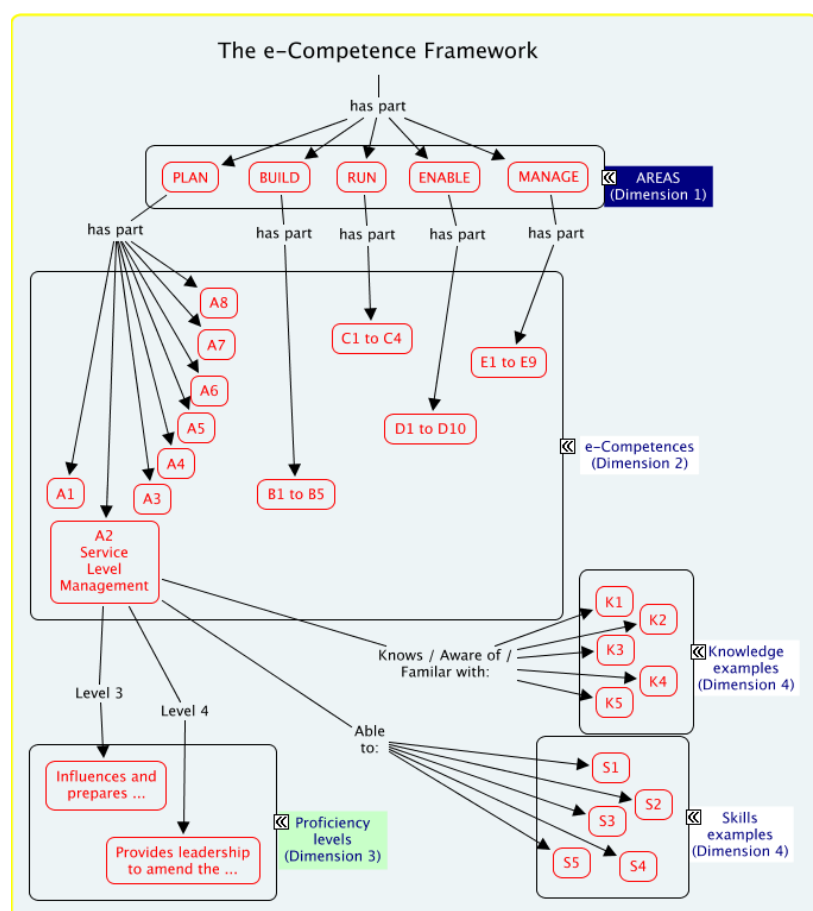 The e-Competence Framework
has part
PLAN
BUILD
RUN
ENABLE
MANAGE
AREAS
(Dimension 1)
has part
has part
has part
has part
has part
A8
A7
A6
A5
A4
A3
A1
C1 to C4
E1 to E9
D1 to D10
B1 to B5
e-Competences
(Dimension 2)
A2
Service
Level
Management
K1
K2
K3
K4
K5
Knows / Aware of /
Familar with:
Knowledge
examples
(Dimension 4)
Level 3
Level 4
Able
to:
Influences and
prepares ...
Provides leadership
to amend the ...
Proficiency
levels
(Dimension 3)
S1
S2
S3
S4
S5
Skills
examples
(Dimension 4)